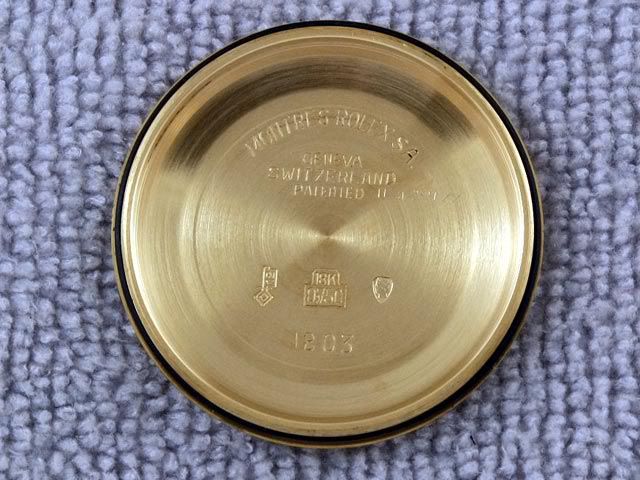 MONTRES ROLEX S.A.
GENEVA
SWITZERLAND
PATENTED
18K
0,750
1803